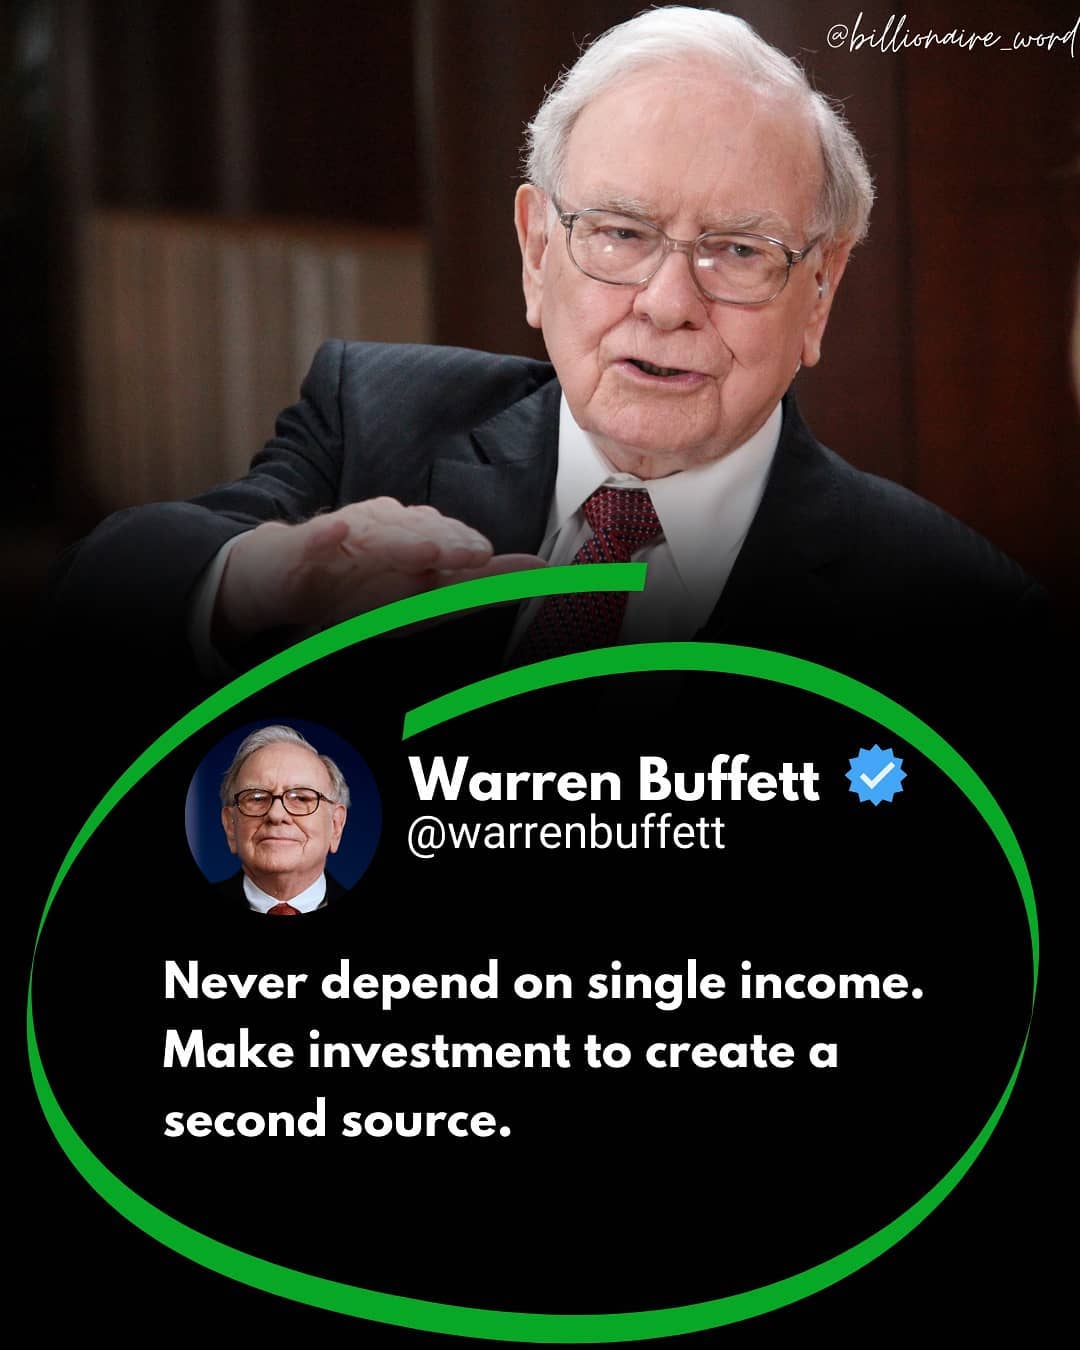 @billionaire_word
Warren Buffett
@warrenbuffett
Never depend on single income.
Make investment to create a
second source.